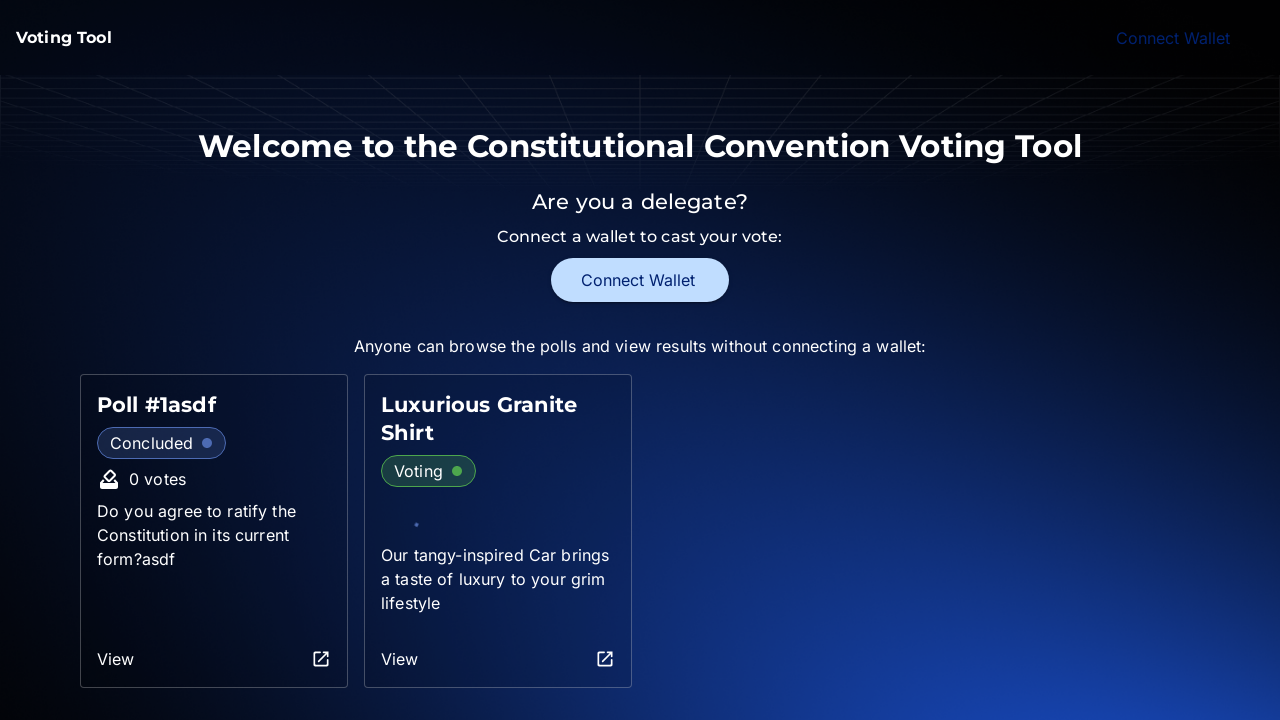 Voting Tool
Connect Wallet
Welcome to the Constitutional Convention Voting Tool
Are you a delegate?
Connect a wallet to cast your vote:
Connect Wallet
Anyone can browse the polls and view results without connecting a wallet:
Poll #1asdf
Concluded
0 votes
Do you agree to ratify the
Constitution in its current
form?asdf
View
Luxurious Granite
Shirt
Voting
Our tangy-inspired Car brings
a taste of luxury to your grim
lifestyle
View